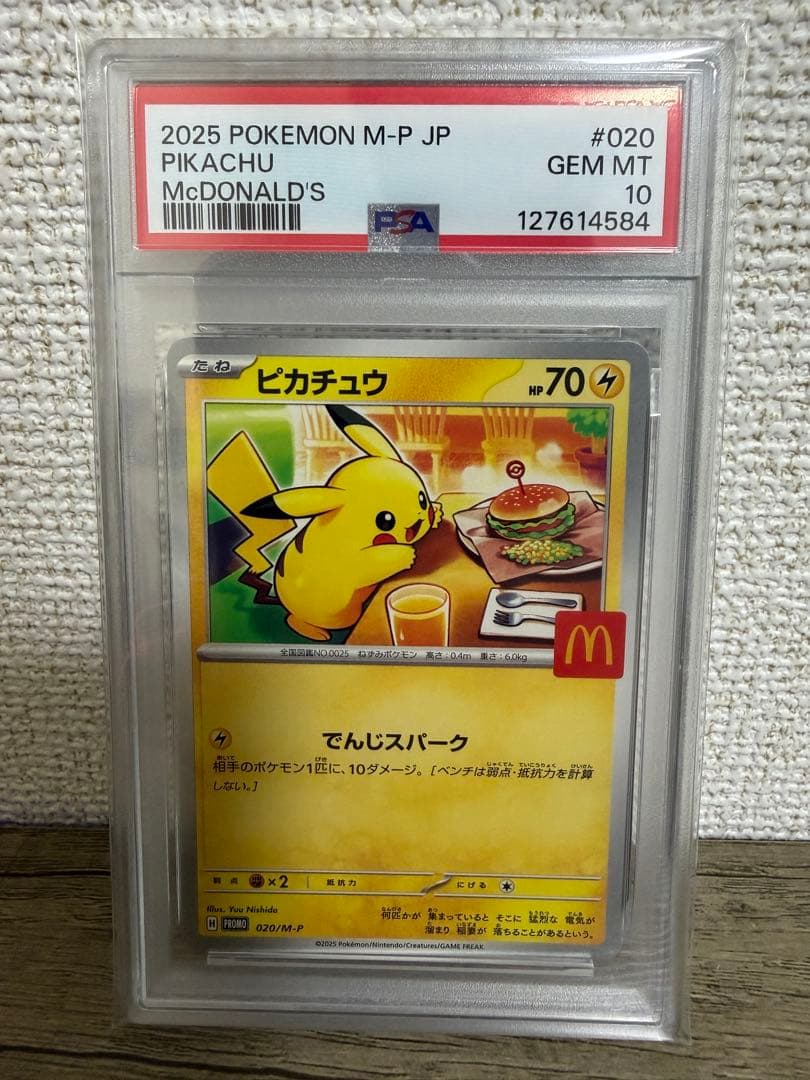 2025 POKEMON M-P JP #020
PIKACHU GEM MT
McDONALD'S 10
127614584
PSA
たね
ピカチュウ HP70
全国図鑑NO.0025 ねずみポケモン 高さ:0.4m 重さ:6.0kg
でんじスパーク
相手のポケモン1匹に、10ダメージ。[ベンチは弱点・抵抗力を計算
しない。]
弱点 ×2 抵抗力 にげる
Illus. Yuu Nishida
何匹かが 集まっていると そこに 猛烈な 電気が
溜まり 稲妻が 落ちることがあるという。
H PROMO 020/M-P
©2025 Pokémon/Nintendo/Creatures/GAME FREAK.